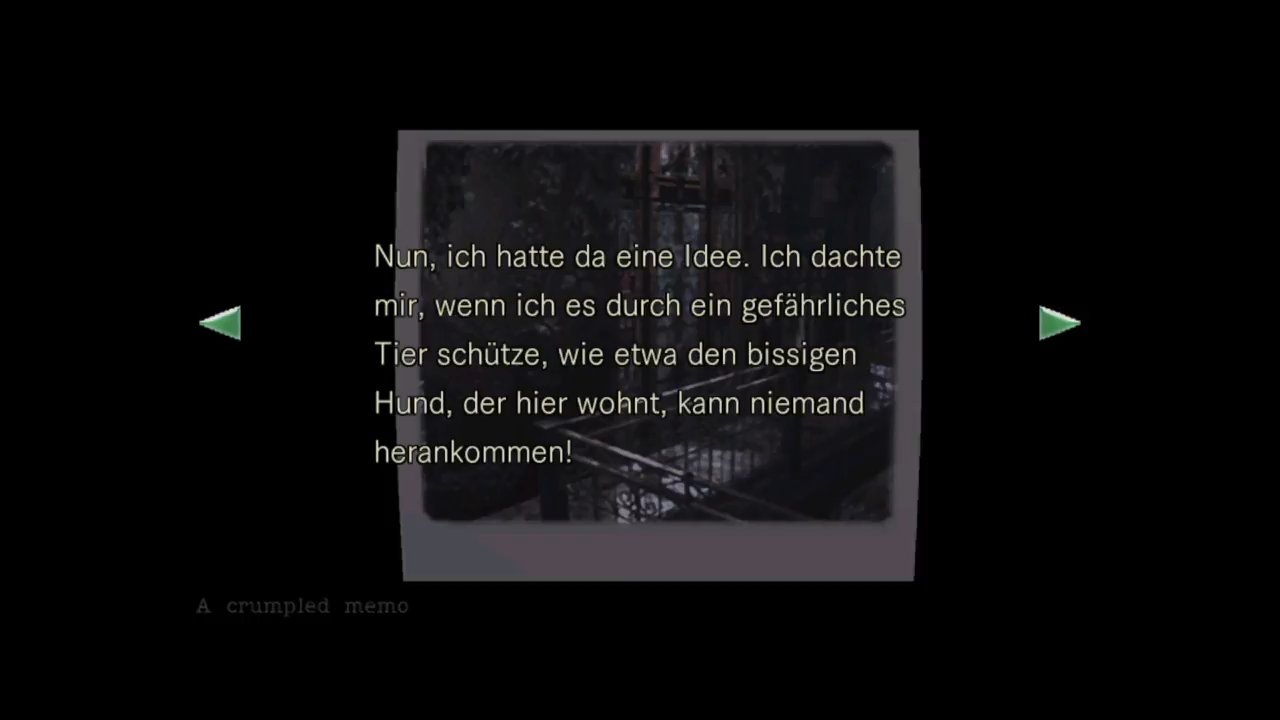 Nun, ich hatte da eine Idee. Ich dachte
mir, wenn ich es durch ein gefährliches
Tier schütze, wie etwa den bissigen
Hund, der hier wohnt, kann niemand
herankommen!
A crumpled memo